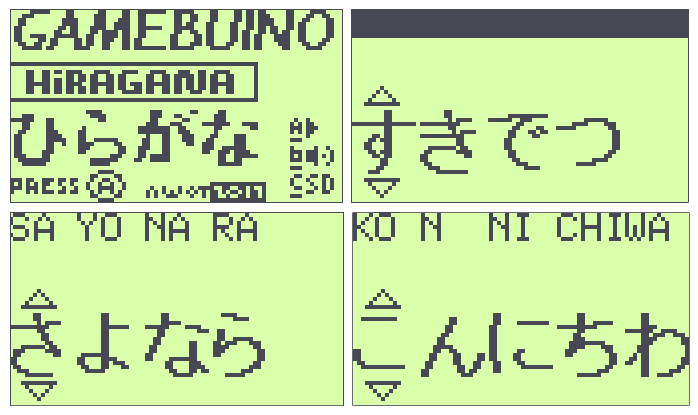 GAMEBUINO
HiRAGANA
ひらがな
PRESS A
すきでつ
SA YO NA RA
さよなら
KO N NI CHIWA
こんにちわ